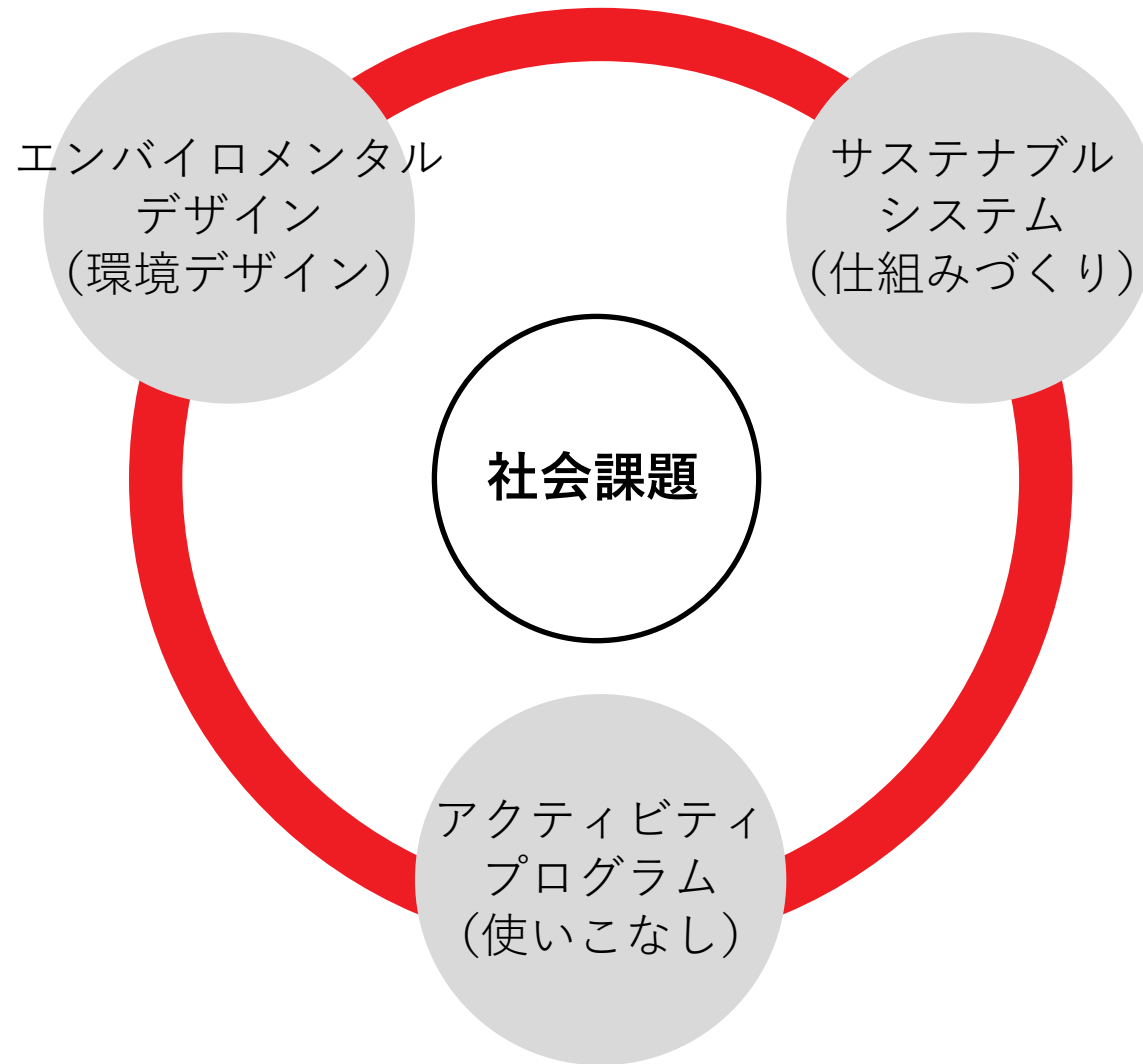 エンバイロメンタル
デザイン
（環境デザイン）
サステナブル
システム
（仕組みづくり）
社会課題
アクティビティ
プログラム
（使いこなし）